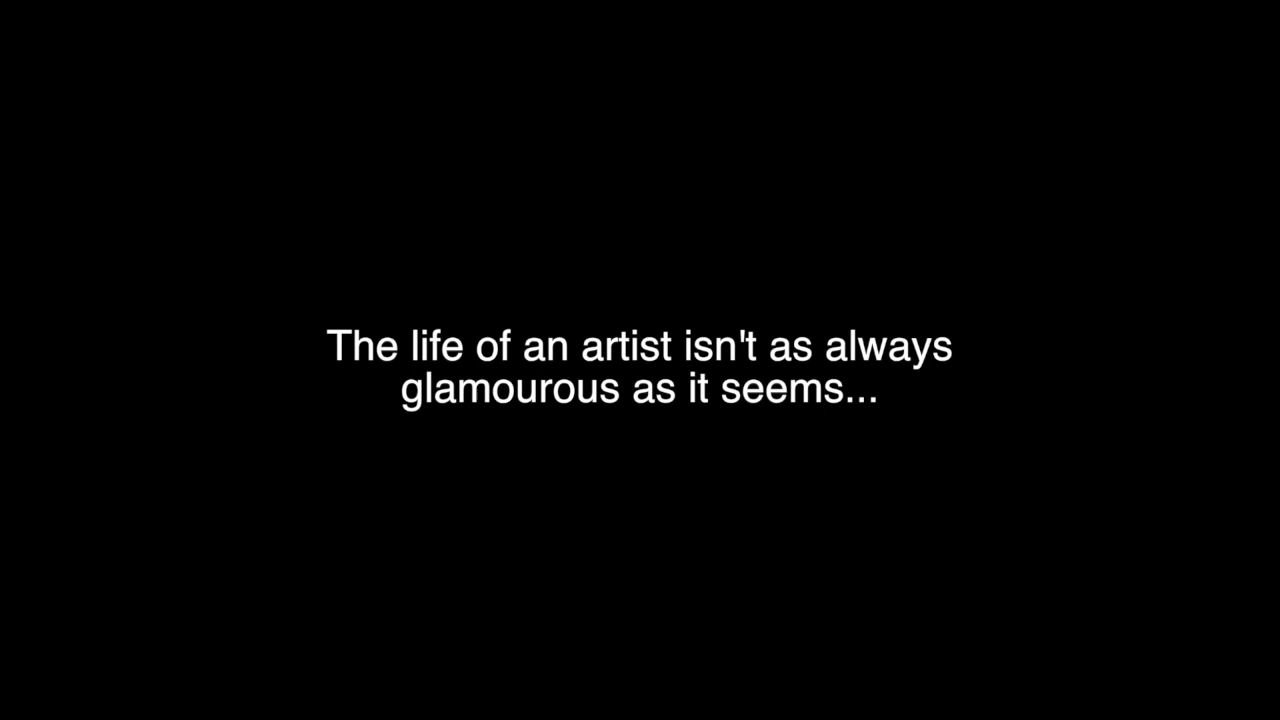 The life of an artist isn't as always
glamourous as it seems...